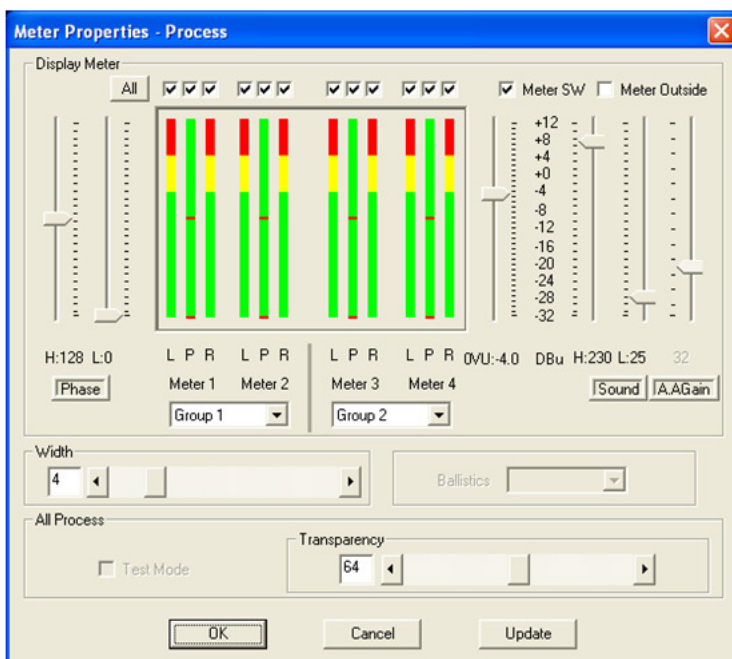 Meter Properties - Process
Display Meter
All
Meter SW
Meter Outside
+12
+8
+4
+0
-4
-8
-12
-16
-20
-24
-28
-32
H:128 L:0
L P R L P R L P R L P R
0VU:-4.0 DBu H:230 L:25 32
Phase
Meter 1 Meter 2 Meter 3 Meter 4
Sound A.AGain
Group 1 Group 2
Width
4
Ballistics
All Process
Test Mode
Transparency
64
OK Cancel Update